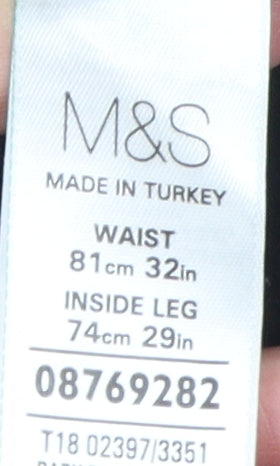 M&S
MADE IN TURKEY
WAIST
81cm 32in
INSIDE LEG
74cm 29in
08769282
T18 02397/3351